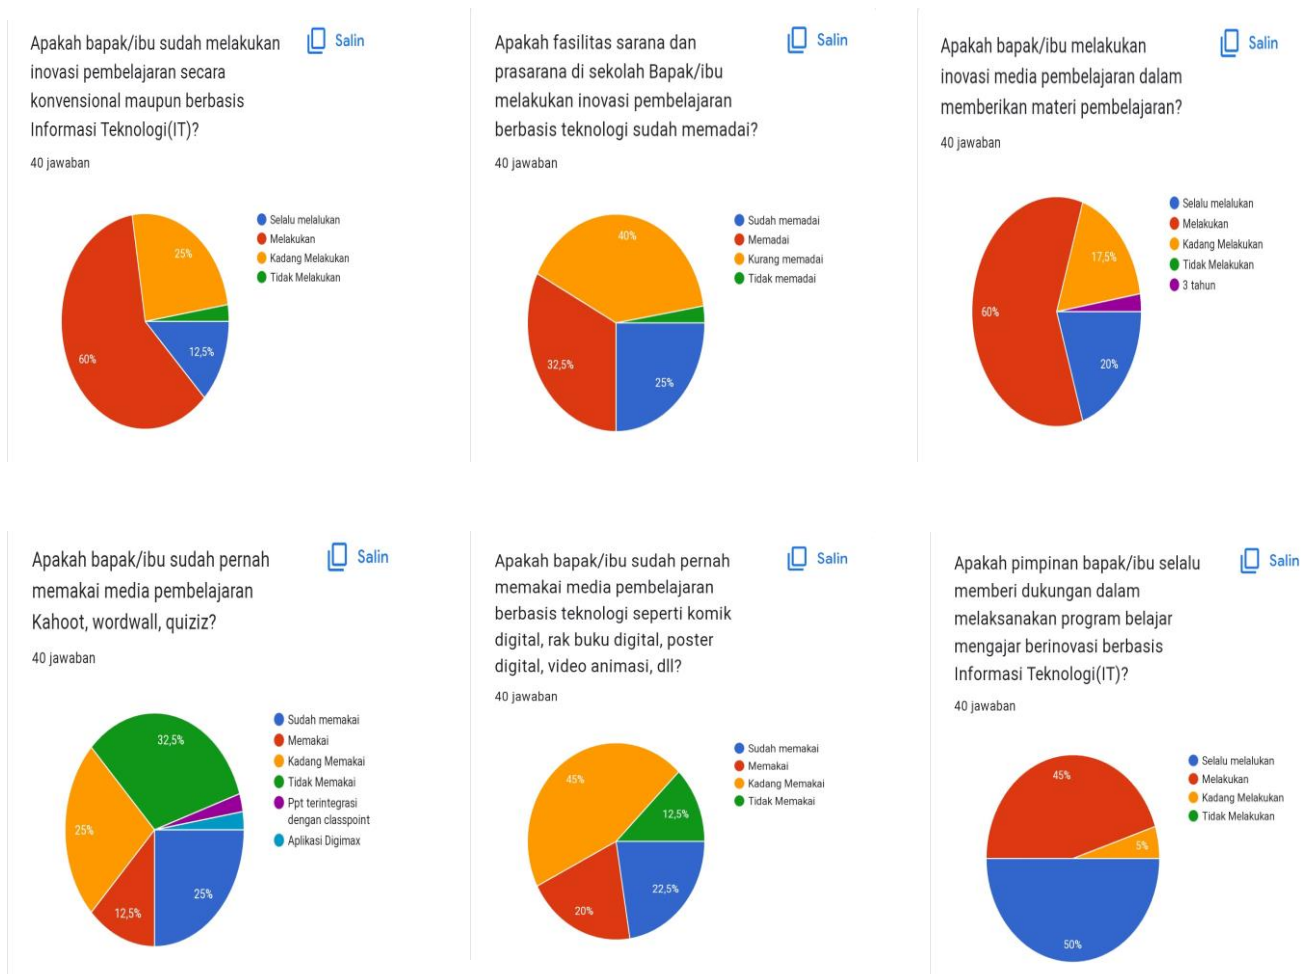 Apakah bapak/ibu sudah melakukan
inovasi pembelajaran secara
konvensional maupun berbasis
Informasi Teknologi(IT)?
Salin
40 jawaban
25%
60%
12,5%
Selalu melalukan
Melakukan
Kadang Melakukan
Tidak Melakukan
Apakah fasilitas sarana dan
prasarana di sekolah Bapak/ibu
melakukan inovasi pembelajaran
berbasis teknologi sudah memadai?
Salin
40 jawaban
40%
32,5%
25%
Sudah memadai
Memadai
Kurang memadai
Tidak memadai
Apakah bapak/ibu melakukan
inovasi media pembelajaran dalam
memberikan materi pembelajaran?
Salin
40 jawaban
17,5%
60%
20%
Selalu melalukan
Melakukan
Kadang Melakukan
Tidak Melakukan
3 tahun
Apakah bapak/ibu sudah pernah
memakai media pembelajaran
Kahoot, wordwall, quiziz?
Salin
40 jawaban
32,5%
25%
12,5%
25%
Sudah memakai
Memakai
Kadang Memakai
Tidak Memakai
Ppt terintegrasi
dengan classpoint
Aplikasi Digimax
Apakah bapak/ibu sudah pernah
memakai media pembelajaran
berbasis teknologi seperti komik
digital, rak buku digital, poster
digital, video animasi, dll?
Salin
40 jawaban
45%
12,5%
22,5%
20%
Sudah memakai
Memakai
Kadang Memakai
Tidak Memakai
Apakah pimpinan bapak/ibu selalu
memberi dukungan dalam
melaksanakan program belajar
mengajar berinovasi berbasis
Informasi Teknologi(IT)?
Salin
40 jawaban
45%
5%
50%
Selalu melalukan
Melakukan
Kadang Melakukan
Tidak Melakukan